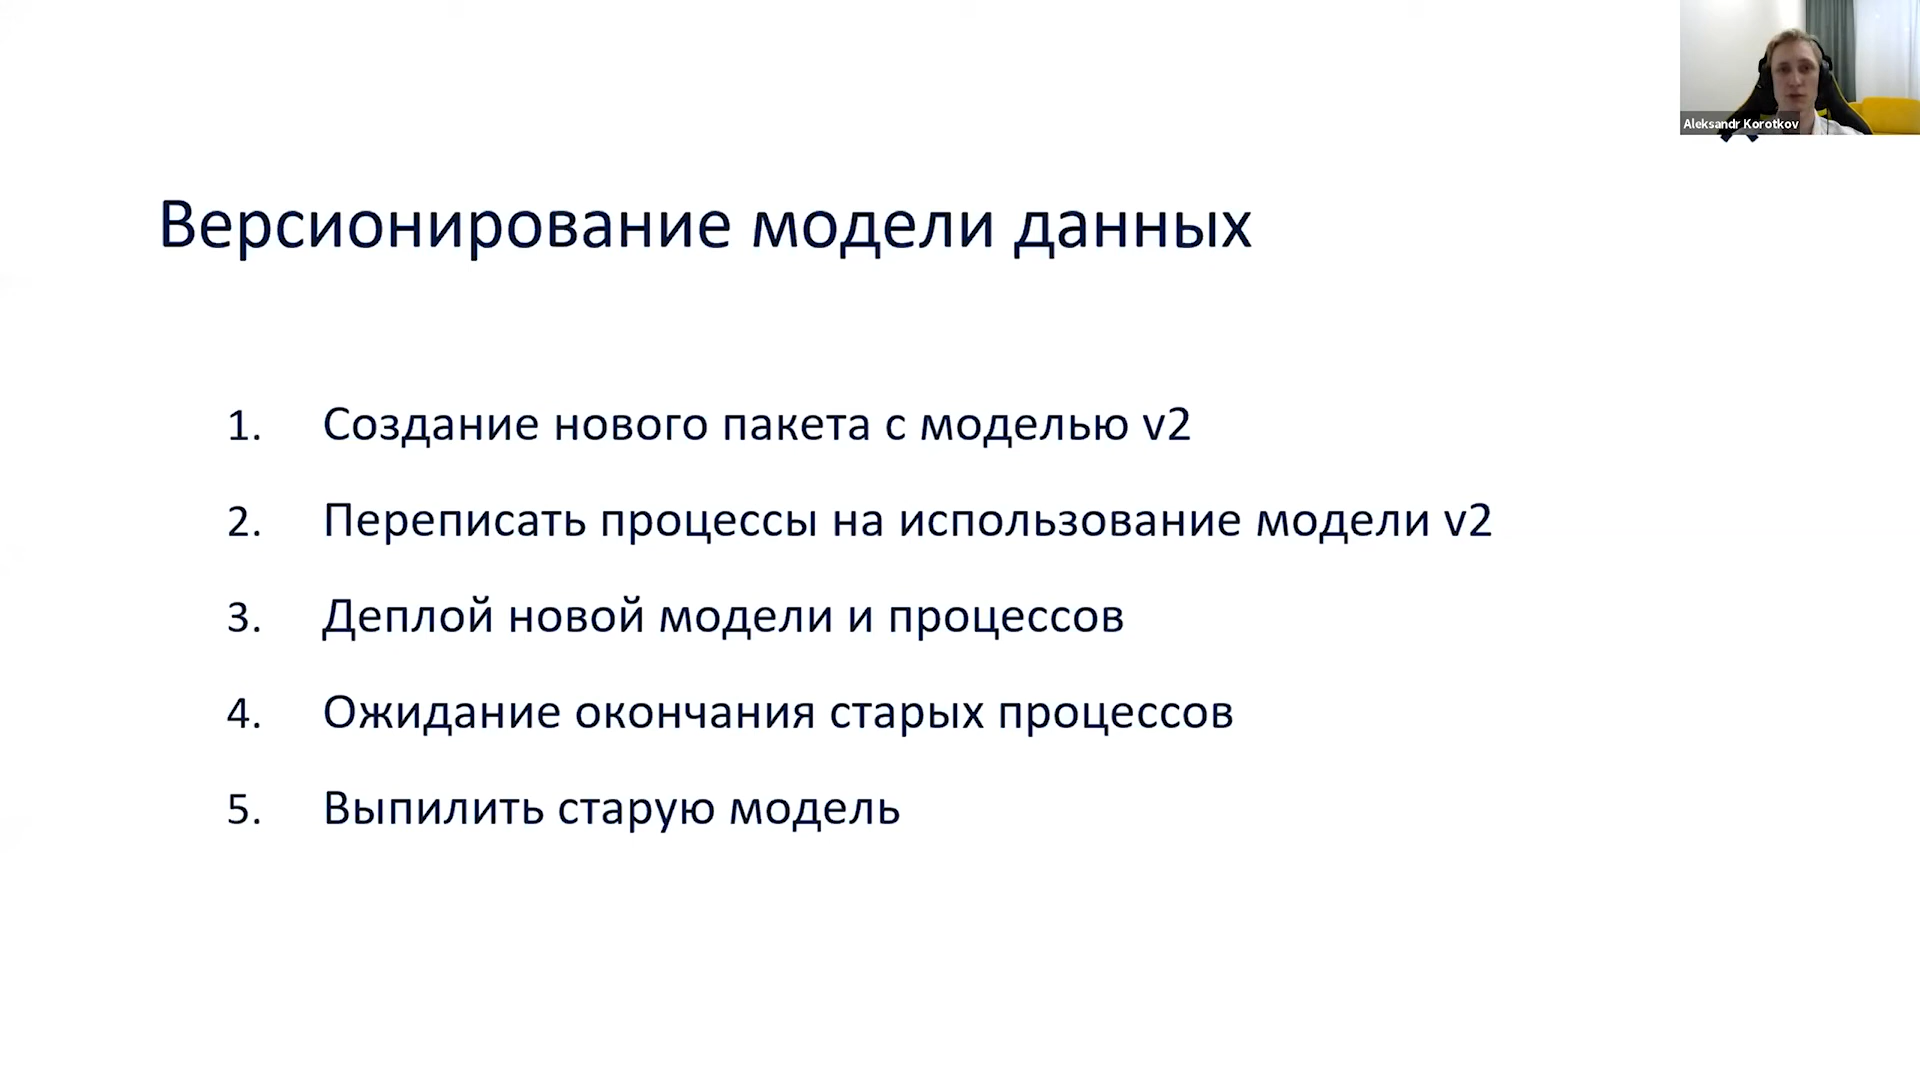 Aleksandr Korotkov
Версионирование модели данных
1. Создание нового пакета с моделью v2
2. Переписать процессы на использование модели v2
3. Деплой новой модели и процессов
4. Ожидание окончания старых процессов
5. Выпилить старую модель